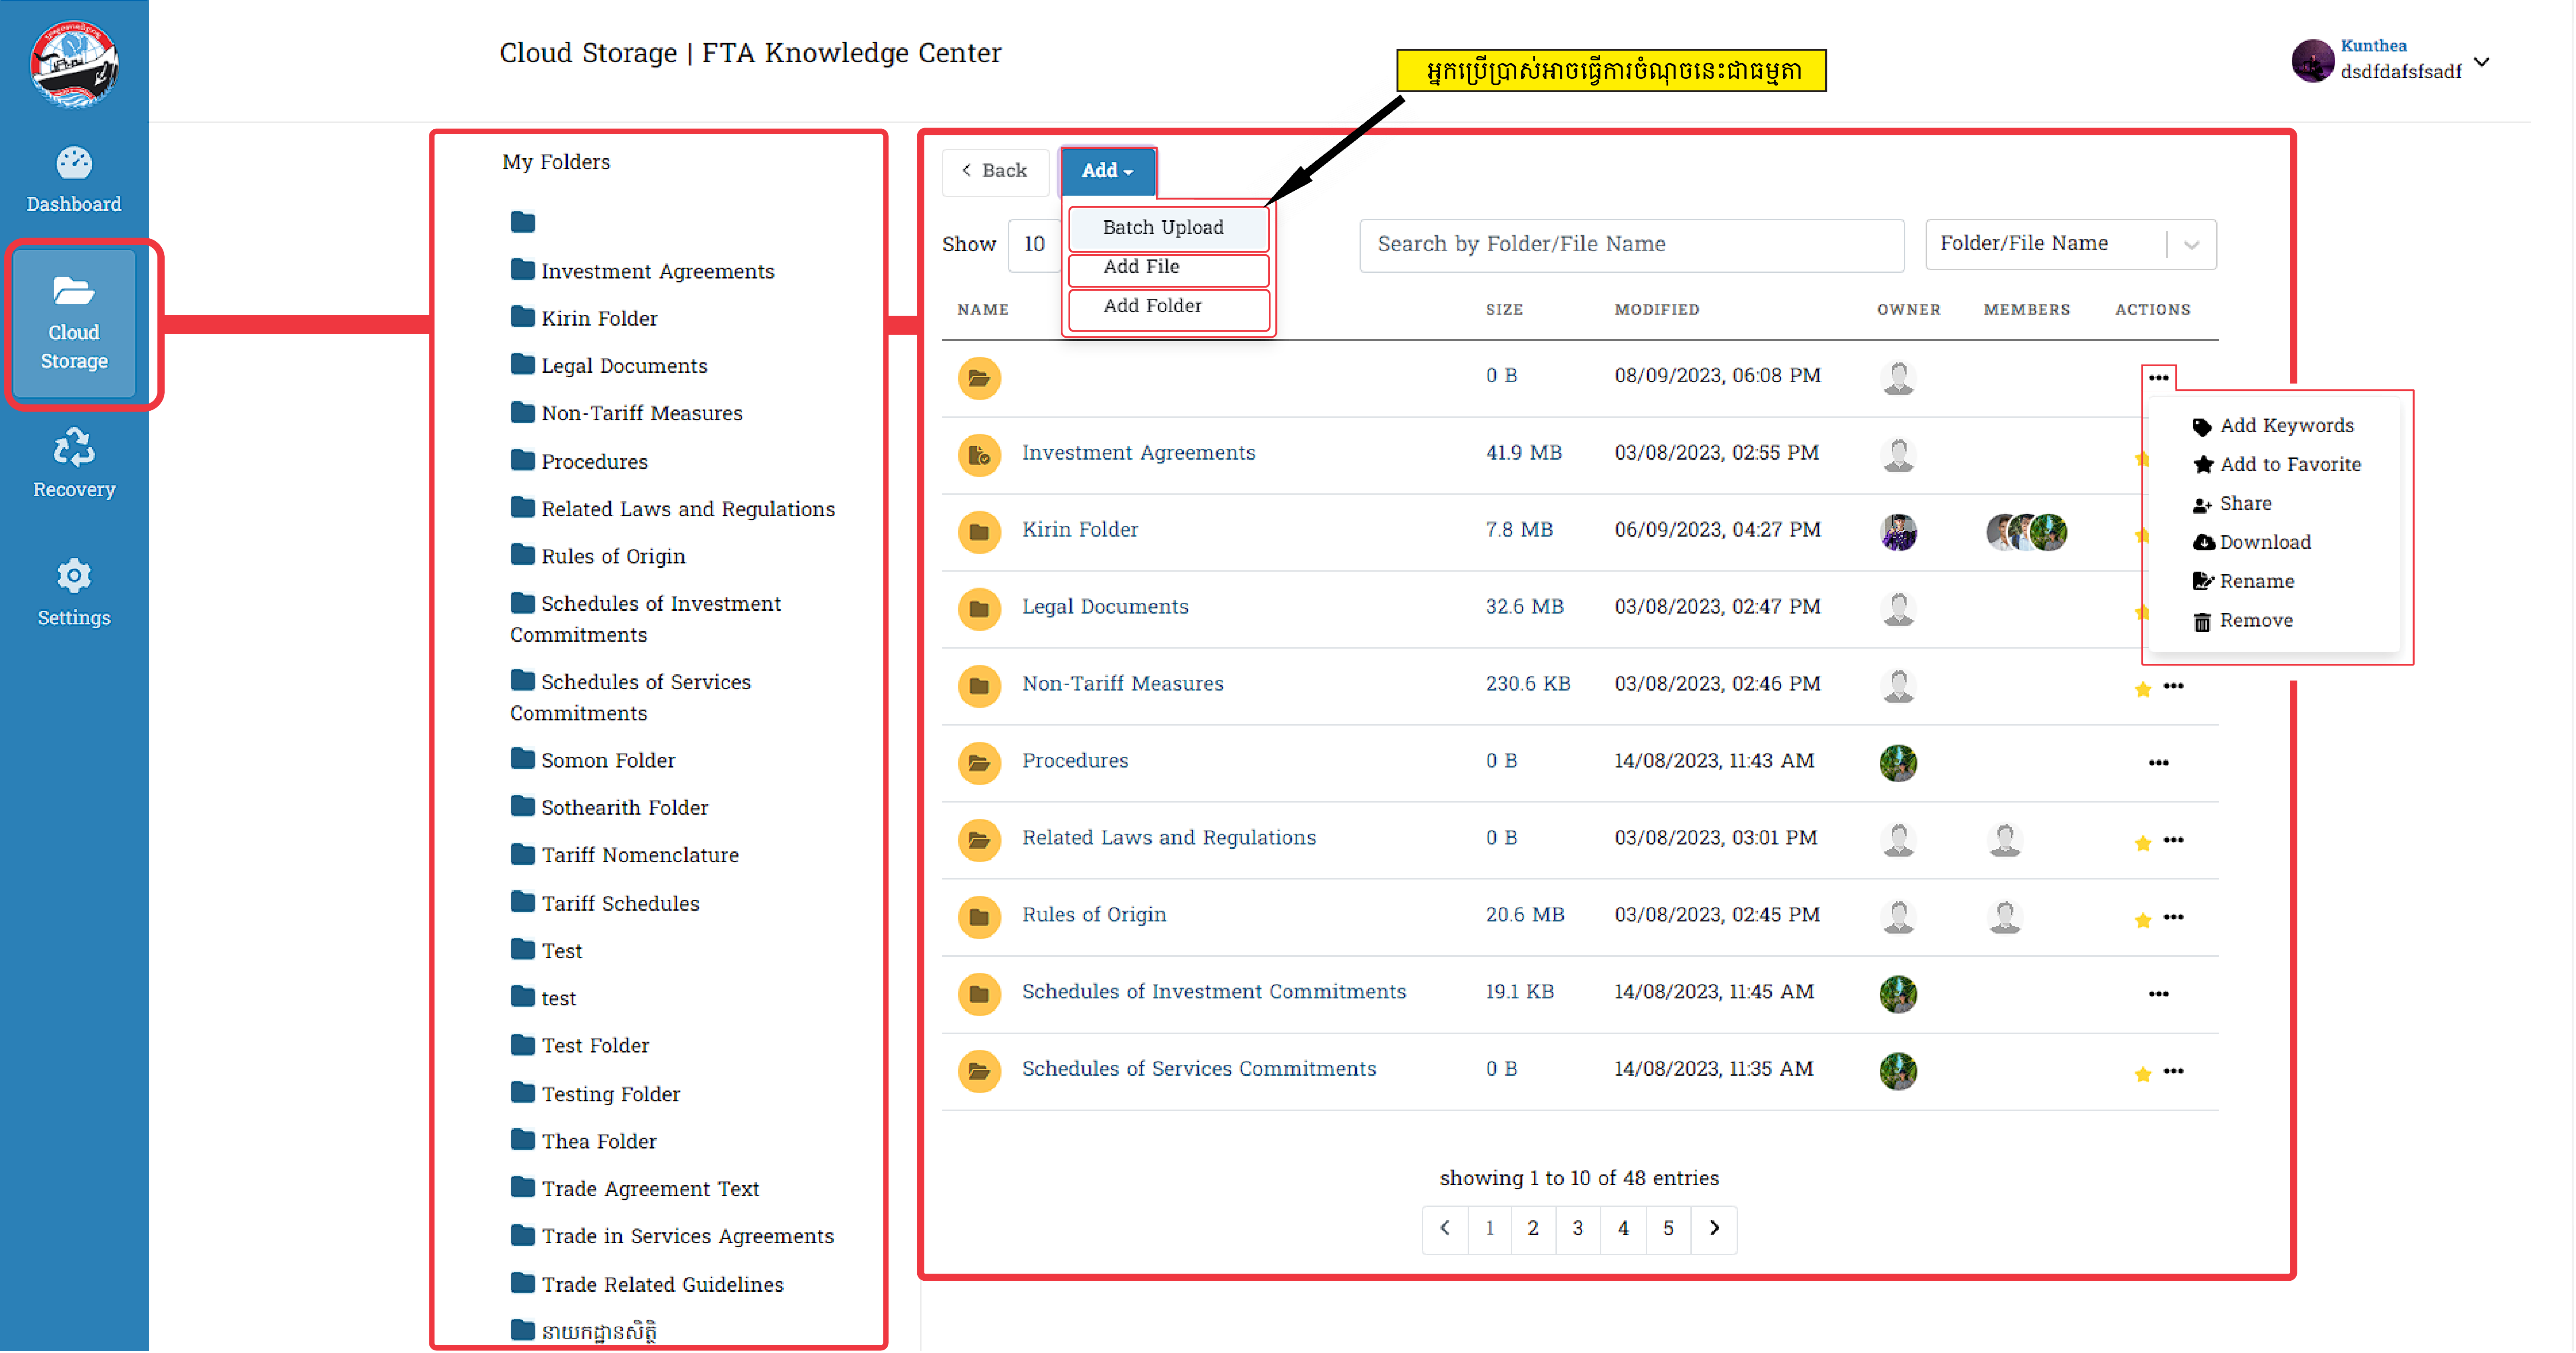 Cloud Storage | FTA Knowledge Center
អ្នកប្រើប្រាស់អាចធ្វើការចំណុចនេះជាធម្មតា
Kunthea
dsdfdafsfsadf
Dashboard
Cloud
Storage
Recovery
Settings
My Folders
Investment Agreements
Kirin Folder
Legal Documents
Non-Tariff Measures
Procedures
Related Laws and Regulations
Rules of Origin
Schedules of Investment
Commitments
Schedules of Services
Commitments
Somon Folder
Sothearith Folder
Tariff Nomenclature
Tariff Schedules
Test
test
Test Folder
Testing Folder
Thea Folder
Trade Agreement Text
Trade in Services Agreements
Trade Related Guidelines
នាយកដ្ឋានសិត្ថិ
Back
Add
Batch Upload
Add File
Add Folder
Show 10
Search by Folder/File Name
Folder/File Name
NAME SIZE MODIFIED OWNER MEMBERS ACTIONS
0 B 08/09/2023, 06:08 PM
Investment Agreements 41.9 MB 03/08/2023, 02:55 PM
Kirin Folder 7.8 MB 06/09/2023, 04:27 PM
Legal Documents 32.6 MB 03/08/2023, 02:47 PM
Non-Tariff Measures 230.6 KB 03/08/2023, 02:46 PM
Procedures 0 B 14/08/2023, 11:43 AM
Related Laws and Regulations 0 B 03/08/2023, 03:01 PM
Rules of Origin 20.6 MB 03/08/2023, 02:45 PM
Schedules of Investment Commitments 19.1 KB 14/08/2023, 11:45 AM
Schedules of Services Commitments 0 B 14/08/2023, 11:35 AM
Add Keywords
Add to Favorite
Share
Download
Rename
Remove
showing 1 to 10 of 48 entries
1 2 3 4 5